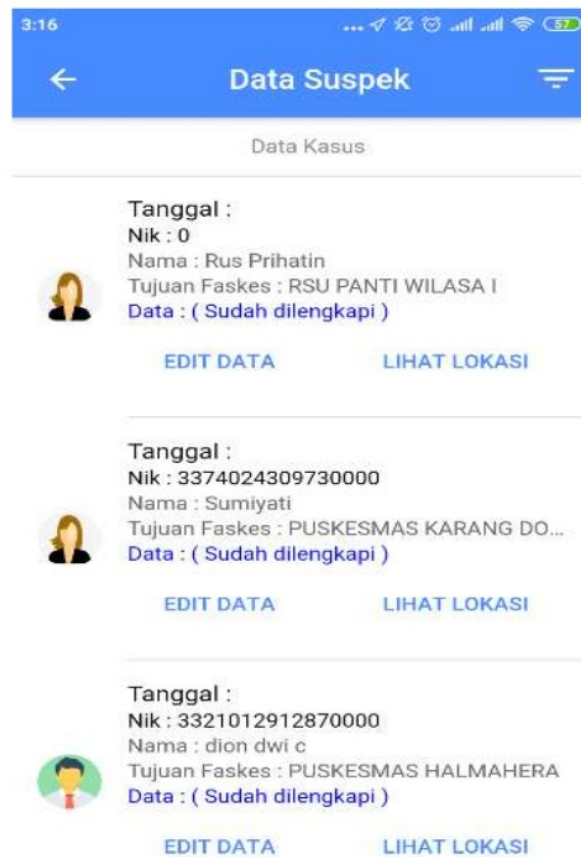 3:16
... 57
Data Suspek
Data Kasus
Tanggal :
Nik : 0
Nama : Rus Prihatin
Tujuan Faskes : RSU PANTI WILASA I
Data : ( Sudah dilengkapi )
EDIT DATA LIHAT LOKASI
Tanggal :
Nik : 3374024309730000
Nama : Sumiyati
Tujuan Faskes : PUSKESMAS KARANG DO...
Data : ( Sudah dilengkapi )
EDIT DATA LIHAT LOKASI
Tanggal :
Nik : 3321012912870000
Nama : dion dwi c
Tujuan Faskes : PUSKESMAS HALMAHERA
Data : ( Sudah dilengkapi )
EDIT DATA LIHAT LOKASI